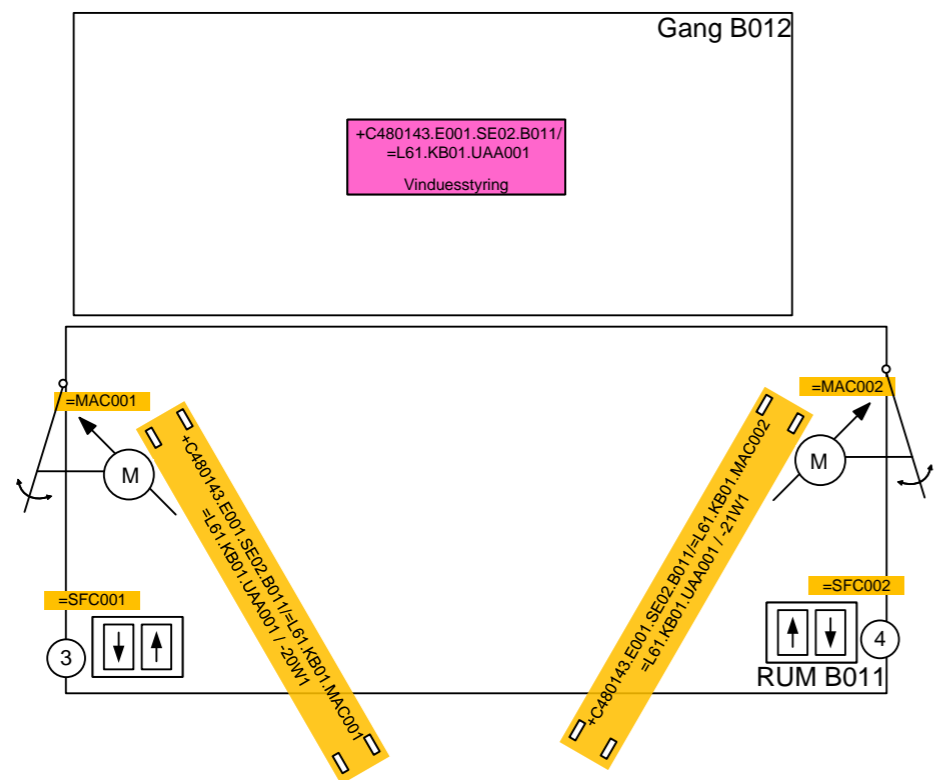 Gang B012
+C480143.E001.SE02.B011/
=L61.KB01.UAA001
Vinduesstyring
=MAC001
=MAC002
M
M
+C480143.E001.SE02.B011/=L61.KB01.MAC001
=L61.KB01.UAA001 / -20W1
+C480143.E001.SE02.B011/=L61.KB01.MAC002
=L61.KB01.UAA001 / -21W1
=SFC001
=SFC002
3
4
RUM B011